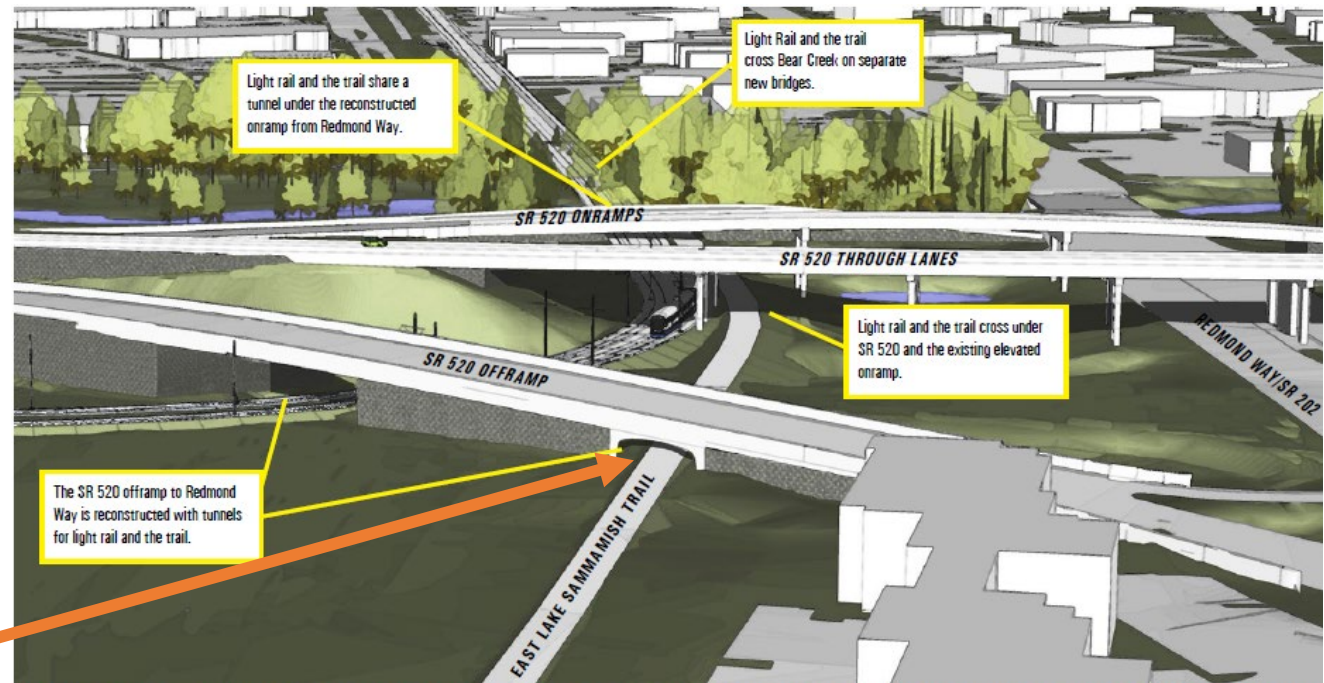 Light Rail and the trail
cross Bear Creek on separate
new bridges.
Light rail and the trail share a
tunnel under the reconstructed
onramp from Redmond Way.
SR 520 ONRAMPS
SR 520 THROUGH LANES
Light rail and the trail cross under
SR 520 and the existing elevated
onramp.
REDMOND WAY/SR 202
SR 520 OFFRAMP
The SR 520 offramp to Redmond
Way is reconstructed with tunnels
for light rail and the trail.
EAST LAKE SAMMAMISH TRAIL